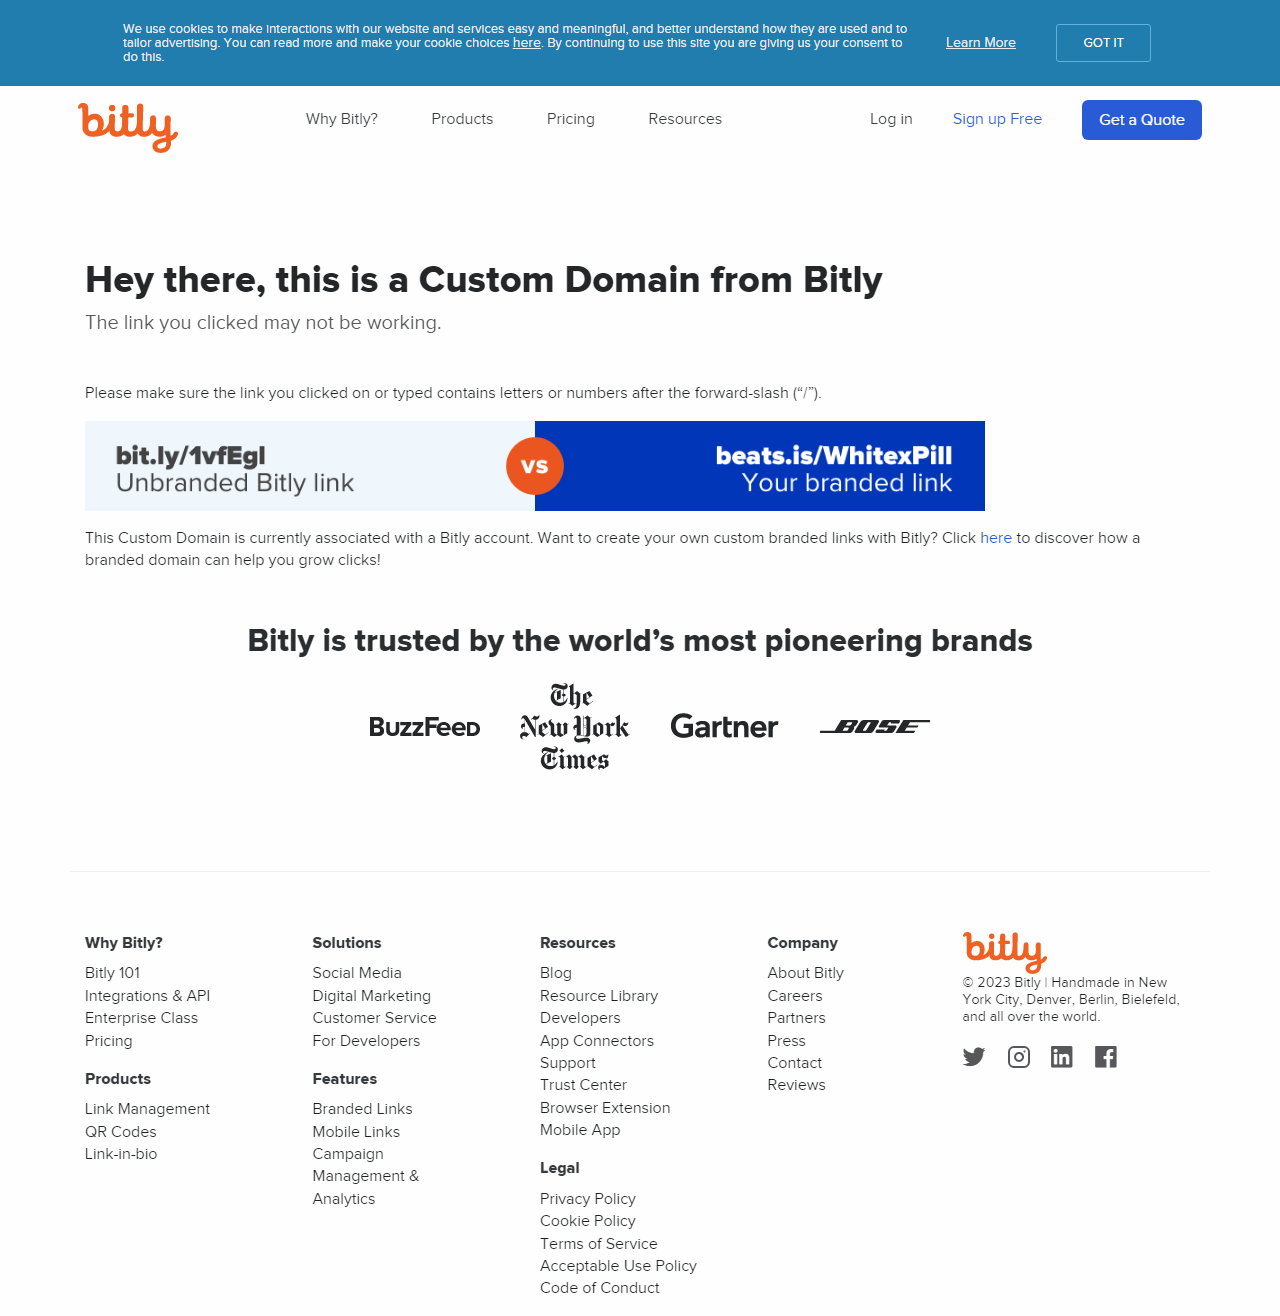 We use cookies to make interactions with our website and services easy and meaningful, and better understand how they are used and to
tailor advertising. You can read more and make your cookie choices here. By continuing to use this site you are giving us your consent to
do this.
Learn More
GOT IT
bitly
Why Bitly?
Products
Pricing
Resources
Log in
Sign up Free
Get a Quote
Hey there, this is a Custom Domain from Bitly
The link you clicked may not be working.
Please make sure the link you clicked on or typed contains letters or numbers after the forward-slash (“/”).
bit.ly/1vfEgl
Unbranded Bitly link
vs
beats.is/WhitexPill
Your branded link
This Custom Domain is currently associated with a Bitly account. Want to create your own custom branded links with Bitly? Click here to discover how a
branded domain can help you grow clicks!
Bitly is trusted by the world’s most pioneering brands
BuzzFeeD
The
New York
Times
Gartner
BOSE
Why Bitly?
Bitly 101
Integrations & API
Enterprise Class
Pricing
Products
Link Management
QR Codes
Link-in-bio
Solutions
Social Media
Digital Marketing
Customer Service
For Developers
Features
Branded Links
Mobile Links
Campaign
Management &
Analytics
Resources
Blog
Resource Library
Developers
App Connectors
Support
Trust Center
Browser Extension
Mobile App
Legal
Privacy Policy
Cookie Policy
Terms of Service
Acceptable Use Policy
Code of Conduct
Company
About Bitly
Careers
Partners
Press
Contact
Reviews
bitly
© 2023 Bitly | Handmade in New
York City, Denver, Berlin, Bielefeld,
and all over the world.